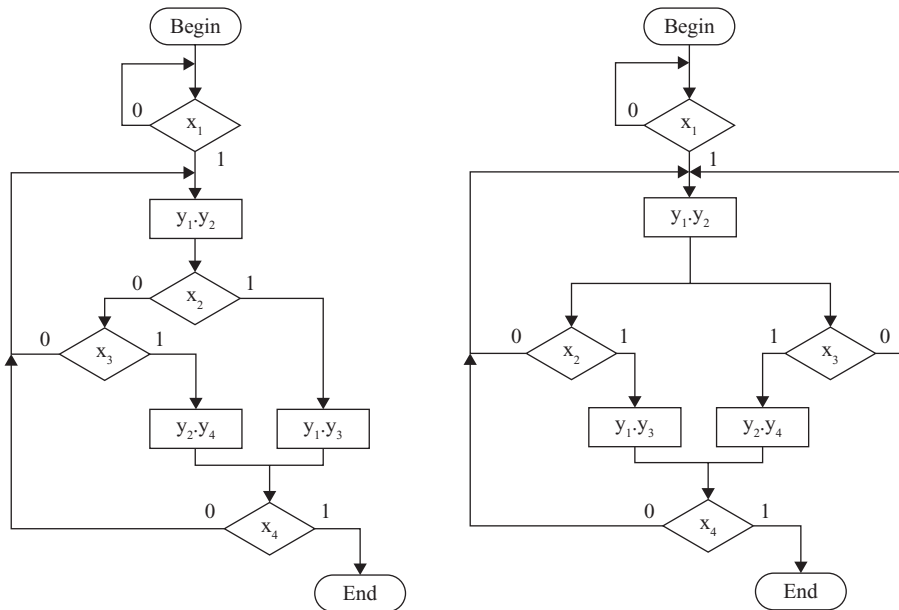 Begin
0
x₁
1
y₁.y₂
0
x₂
1
0
x₃
1
y₂.y₄
y₁.y₃
0
x₄
1
End
Begin
0
x₁
1
y₁.y₂
0
x₂
1
1
x₃
0
y₁.y₃
y₂.y₄
0
x₄
1
End